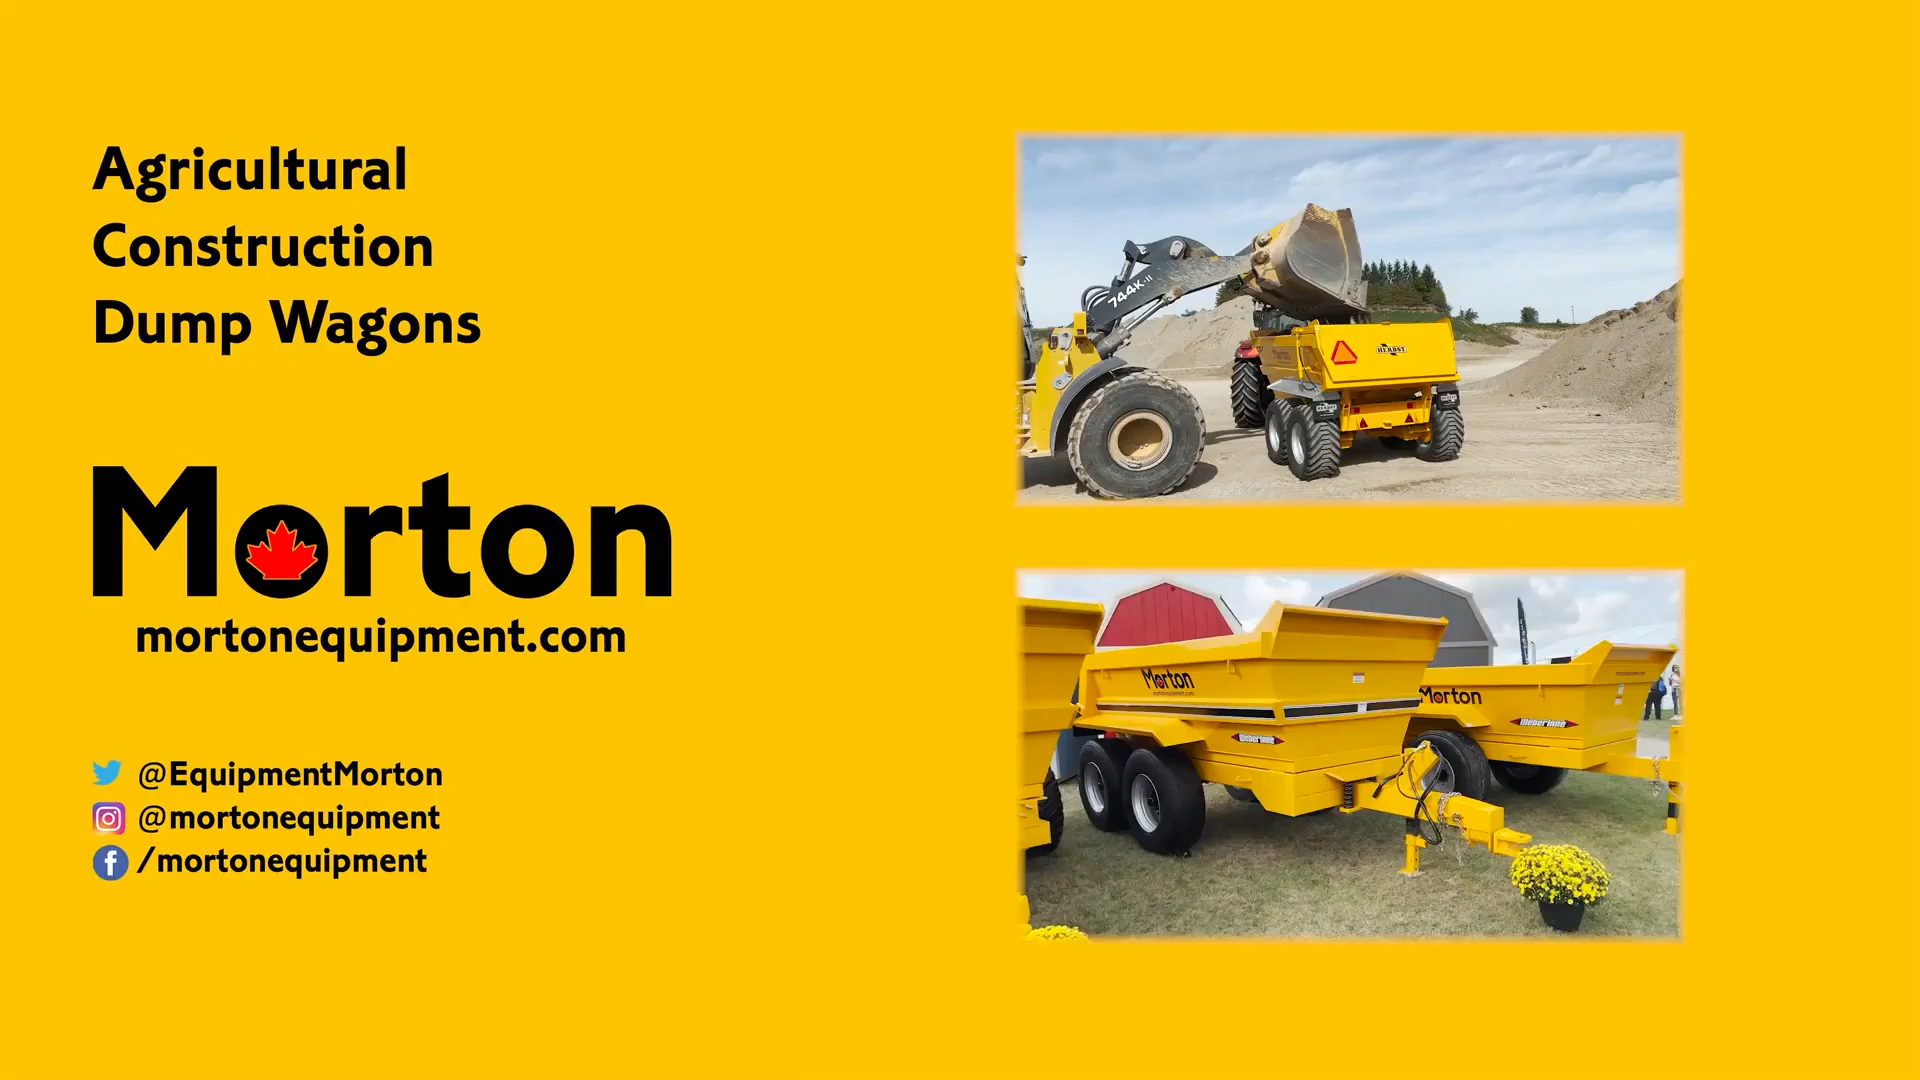 Agricultural
Construction
Dump Wagons
Morton
mortonequipment.com
@EquipmentMorton
@mortonequipment
/mortonequipment
744K-II
HERBST
Morton
Weberlane
Morton
Weberlane